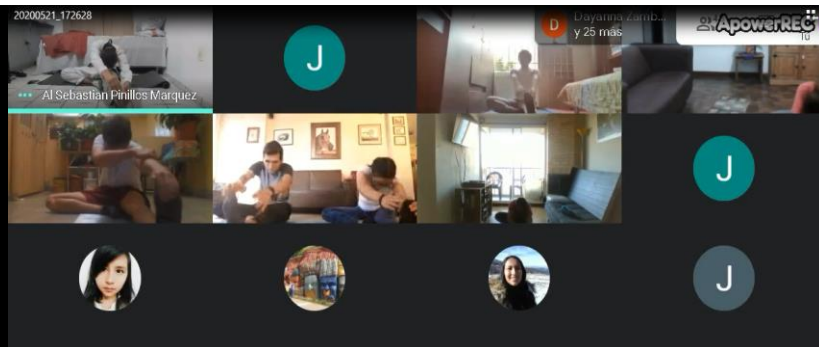 20200521_172628
Al Sebastian Pinillos Marquez
J
D
Dayanna Zamb...
y 25 más
ApowerREC
Tú
J
J